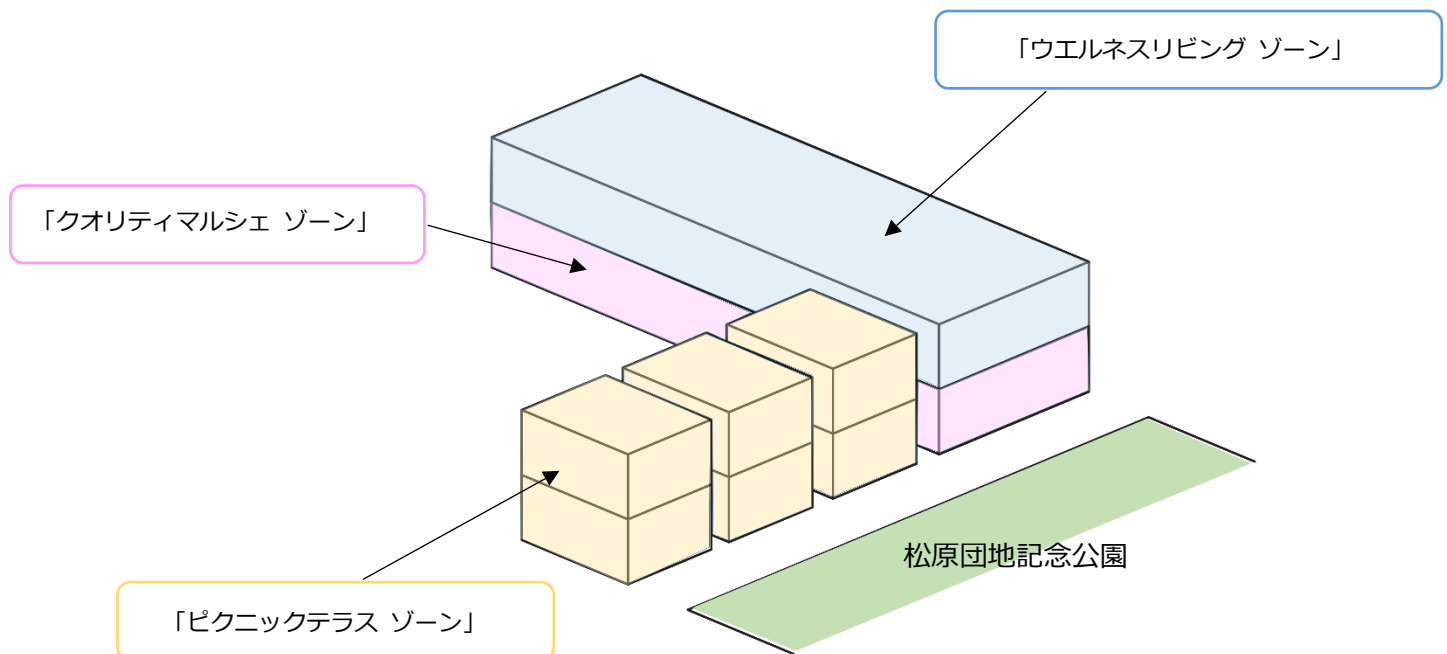 「ウエルネスリビング ゾーン」
「クオリティマルシェ ゾーン」
松原団地記念公園
「ピクニックテラス ゾーン」